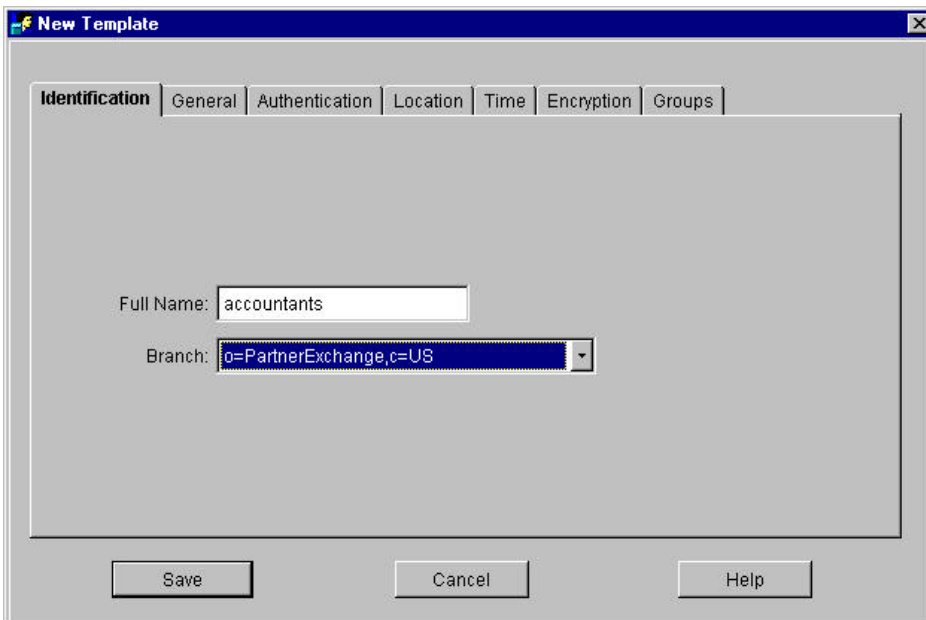 New Template
Identification General Authentication Location Time Encryption Groups
Full Name: accountants
Branch: o=PartnerExchange,c=US
Save Cancel Help